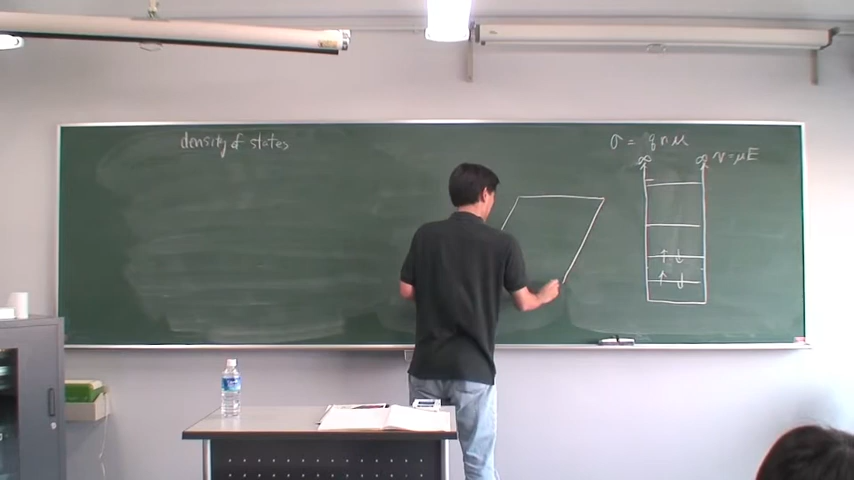 density of states
σ = q n μ
∞ ∞ v = μE
↑ ↓
↑ ↓